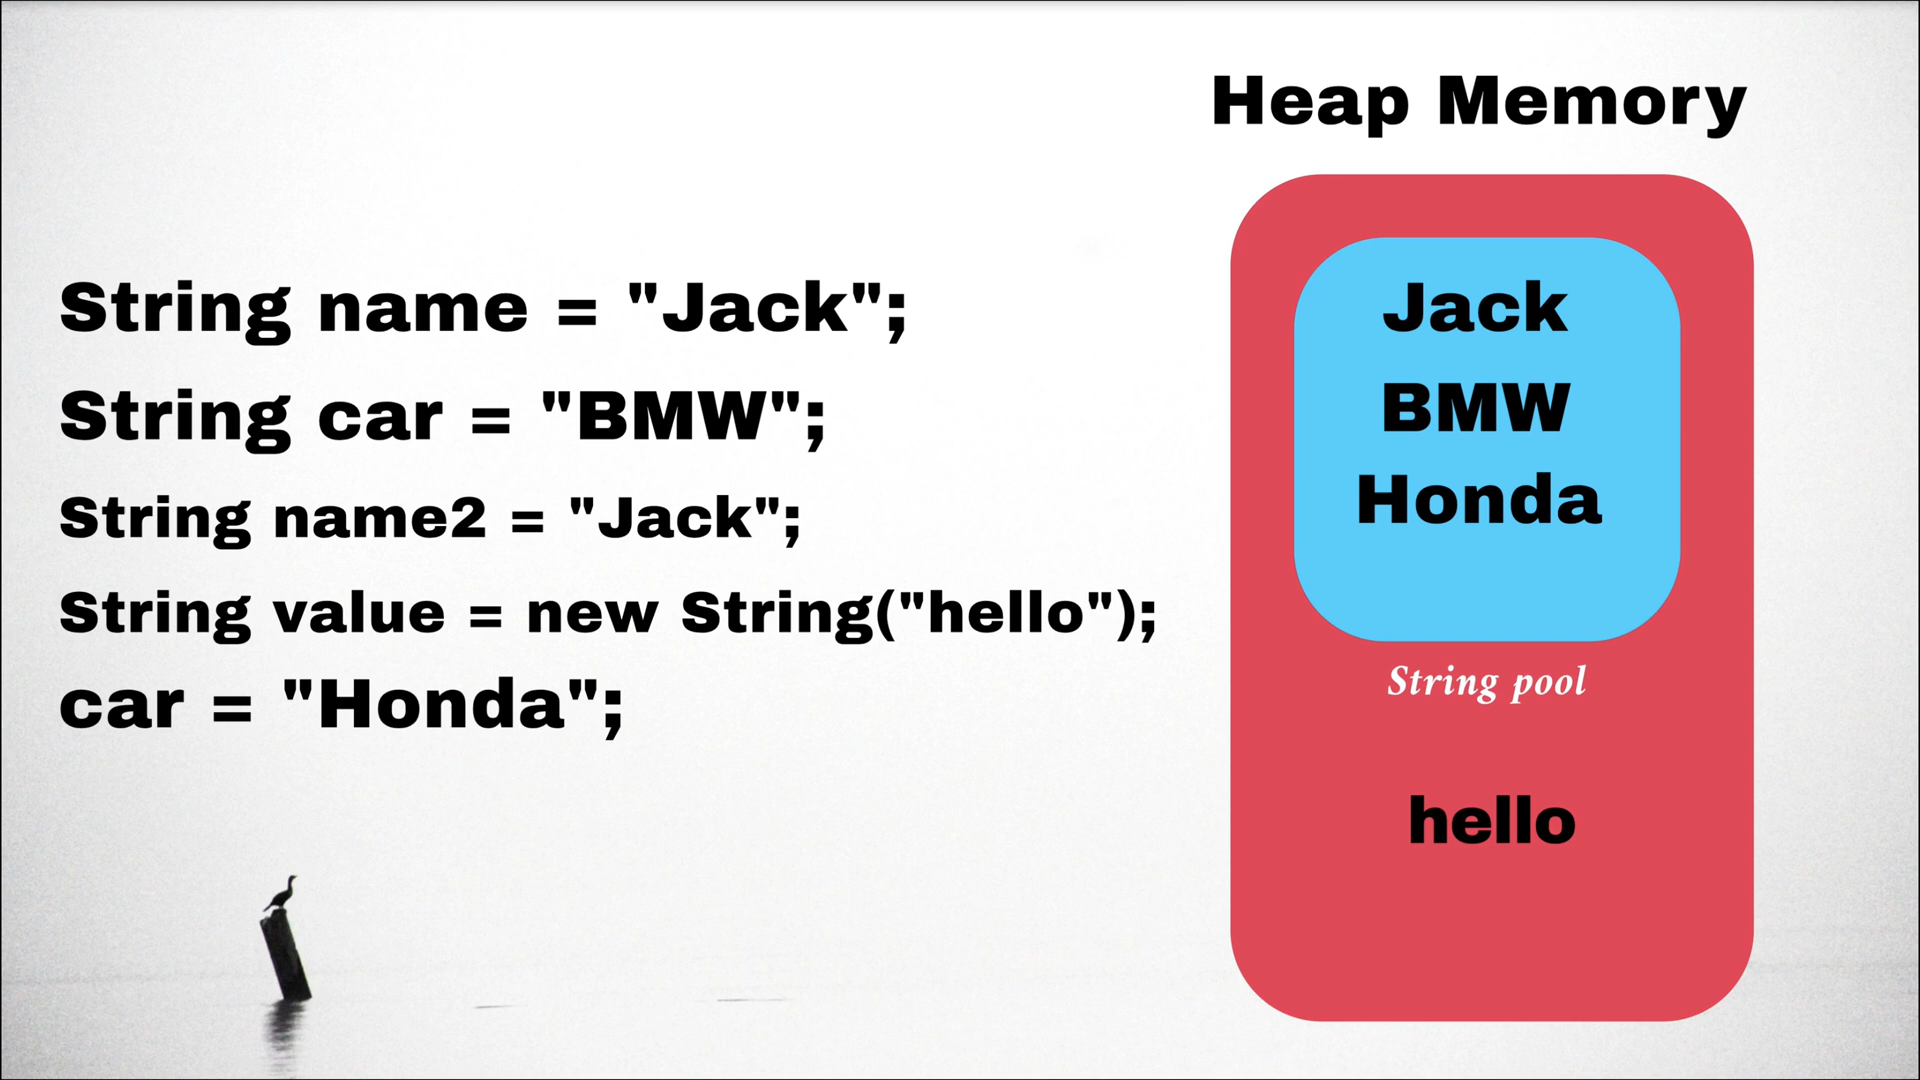 Heap Memory
String name = "Jack";
String car = "BMW";
String name2 = "Jack";
String value = new String("hello");
car = "Honda";
Jack
BMW
Honda
String pool
hello